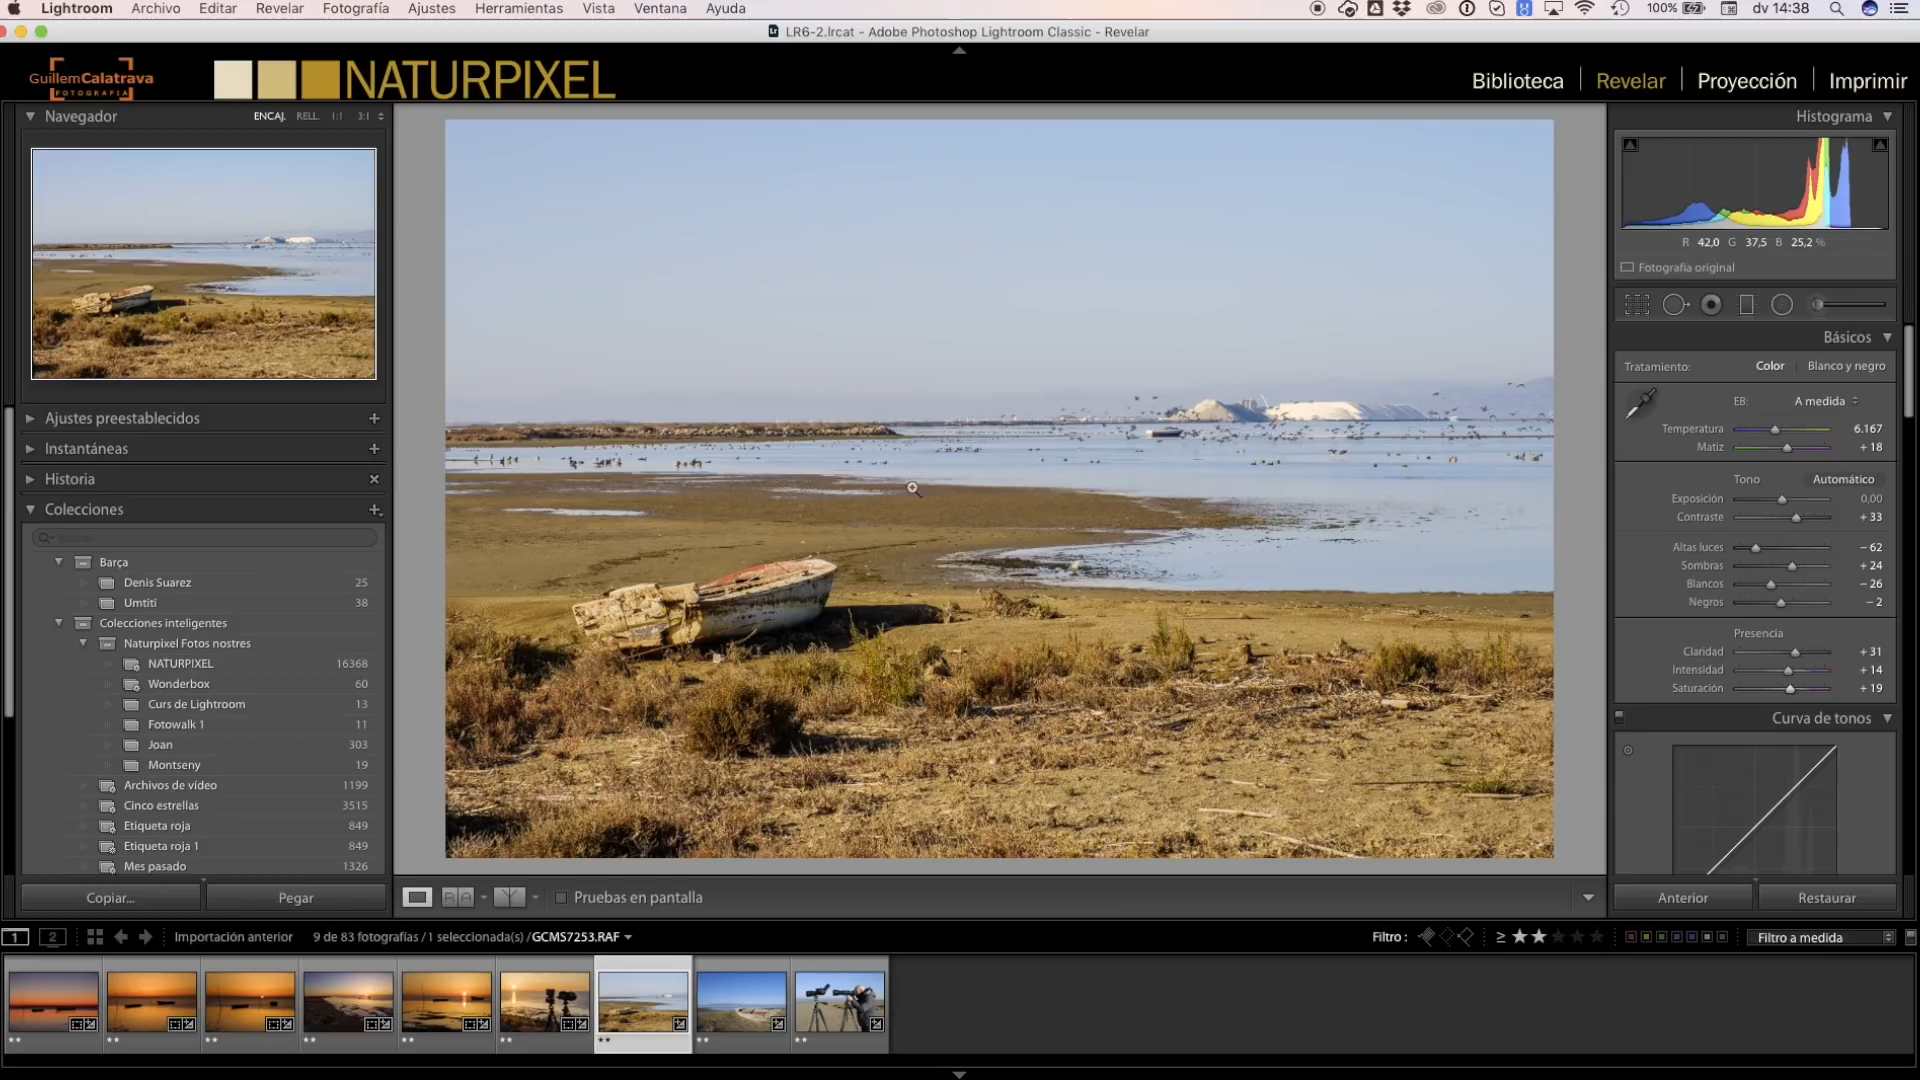 Lightroom Archivo Editar Revelar Fotografía Ajustes Herramientas Vista Ventana Ayuda 100% dv 14:38
LR6-2.lrcat - Adobe Photoshop Lightroom Classic - Revelar
GuillemCalatrava
FOTOGRAFIA
NATURPIXEL
Biblioteca Revelar Proyección Imprimir
Navegador ENCAJ. RELL. 1:1 3:1
Ajustes preestablecidos
Instantáneas
Historia
Colecciones
Buscar
Barça
Denis Suarez 25
Umtiti 38
Colecciones inteligentes
Naturpixel Fotos nostres
NATURPIXEL 16368
Wonderbox 60
Curs de Lightroom 13
Fotowalk 1 11
Joan 303
Montseny 19
Archivos de vídeo 1199
Cinco estrellas 3515
Etiqueta roja 849
Etiqueta roja 1 849
Mes pasado 1326
Copiar... Pegar
Pruebas en pantalla
Histograma
R 42,0 G 37,5 B 25,2 %
Fotografía original
Básicos
Tratamiento: Color Blanco y negro
EB: A medida
Temperatura 6.167
Matiz + 18
Tono Automático
Exposición 0,00
Contraste + 33
Altas luces − 62
Sombras + 24
Blancos − 26
Negros − 2
Presencia
Claridad + 31
Intensidad + 14
Saturación + 19
Curva de tonos
Anterior Restaurar
1 2 Importación anterior 9 de 83 fotografías / 1 seleccionada(s) / GCMS7253.RAF Filtro : ≥ Filtro a medida